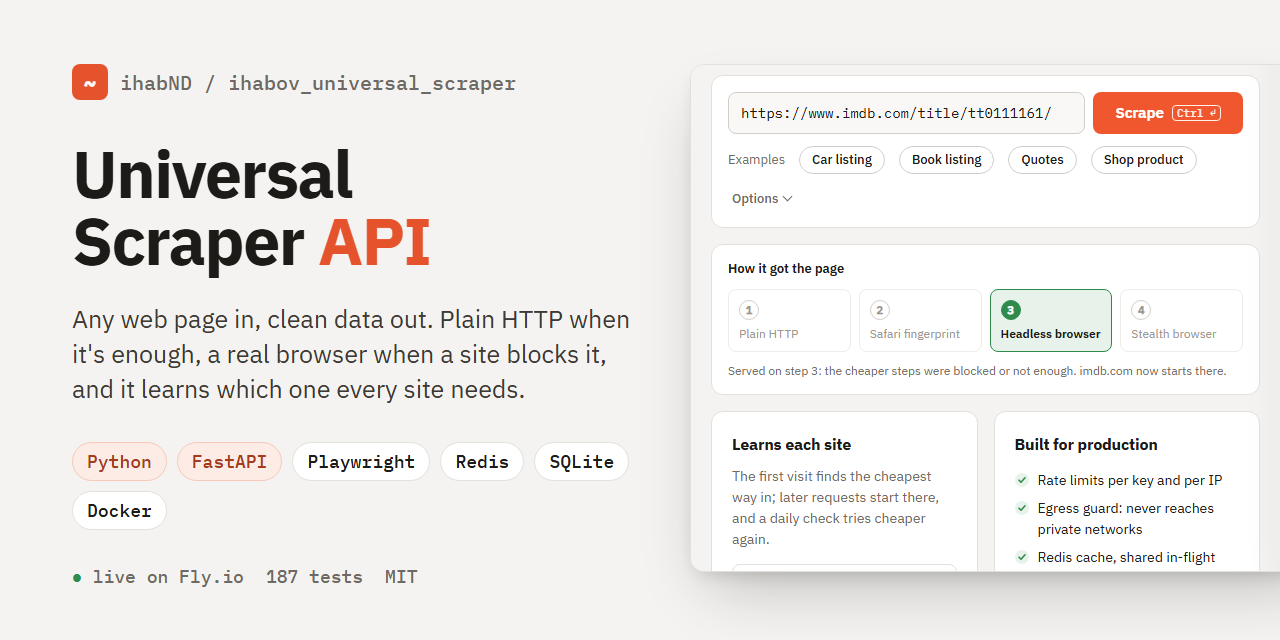 ~ ihabND / ihabov_universal_scraper
Universal
Scraper API
Any web page in, clean data out. Plain HTTP when
it's enough, a real browser when a site blocks it,
and it learns which one every site needs.
Python FastAPI Playwright Redis SQLite
Docker
live on Fly.io 187 tests MIT
https://www.imdb.com/title/tt0111161/ Scrape Ctrl ⏎
Examples Car listing Book listing Quotes Shop product
Options
How it got the page
1 2 3 4
Plain HTTP Safari fingerprint Headless browser Stealth browser
Served on step 3: the cheaper steps were blocked or not enough. imdb.com now starts there.
Learns each site
The first visit finds the cheapest
way in; later requests start there,
and a daily check tries cheaper
again.
Built for production
Rate limits per key and per IP
Egress guard: never reaches
private networks
Redis cache, shared in-flight